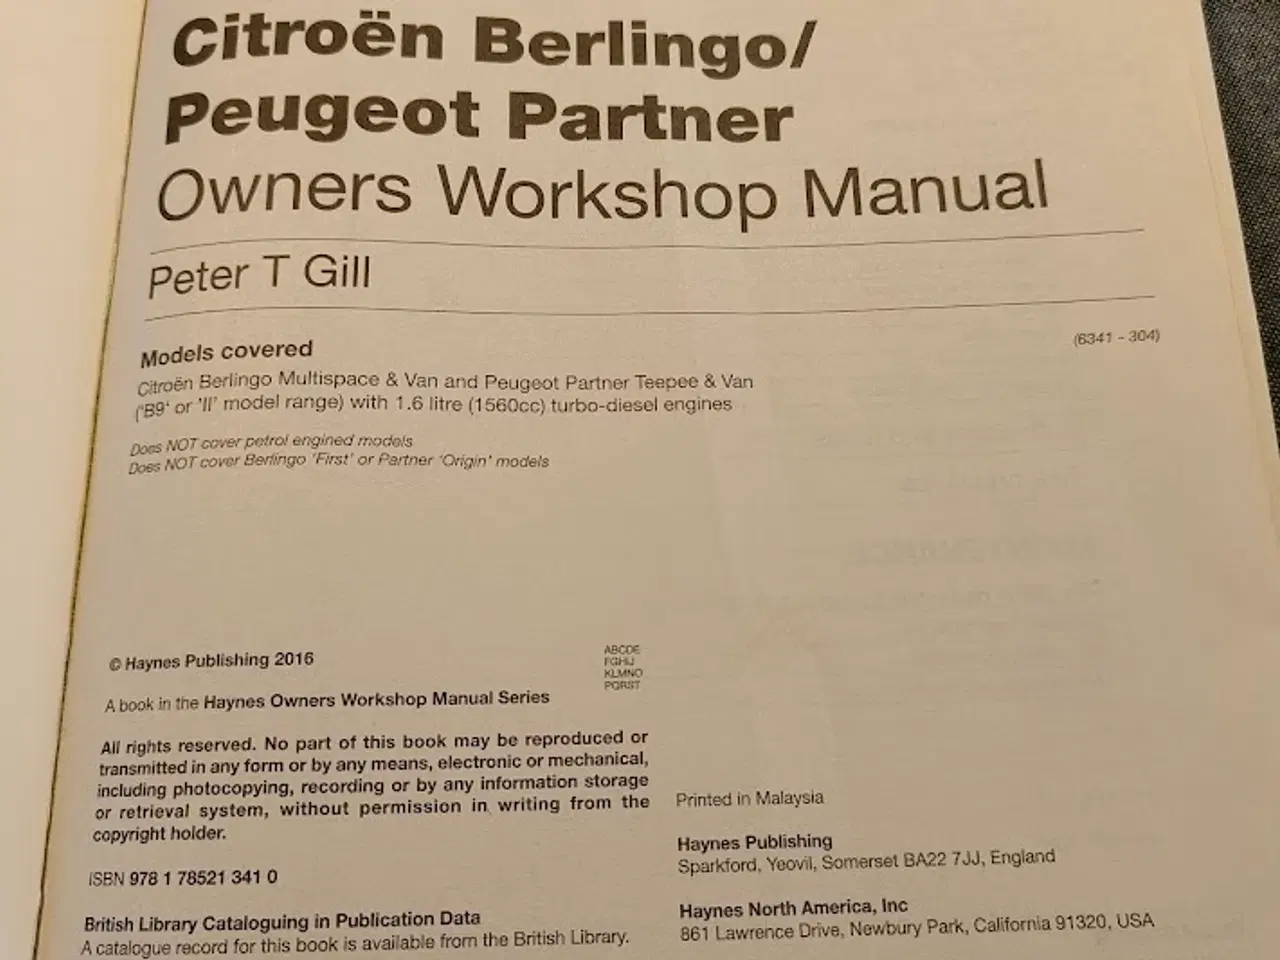 Citroën Berlingo/
Peugeot Partner
Owners Workshop Manual
Peter T Gill
Models covered
(6341 - 304)
Citroën Berlingo Multispace & Van and Peugeot Partner Teepee & Van
('B9' or 'II' model range) with 1.6 litre (1560cc) turbo-diesel engines
Does NOT cover petrol engined models
Does NOT cover Berlingo 'First' or Partner 'Origin' models
© Haynes Publishing 2016
ABCDE
FGHIJ
KLMNO
PQRST
A book in the Haynes Owners Workshop Manual Series
All rights reserved. No part of this book may be reproduced or
transmitted in any form or by any means, electronic or mechanical,
including photocopying, recording or by any information storage
or retrieval system, without permission in writing from the
copyright holder.
ISBN 978 1 78521 341 0
British Library Cataloguing in Publication Data
A catalogue record for this book is available from the British Library.
Printed in Malaysia
Haynes Publishing
Sparkford, Yeovil, Somerset BA22 7JJ, England
Haynes North America, Inc
861 Lawrence Drive, Newbury Park, California 91320, USA